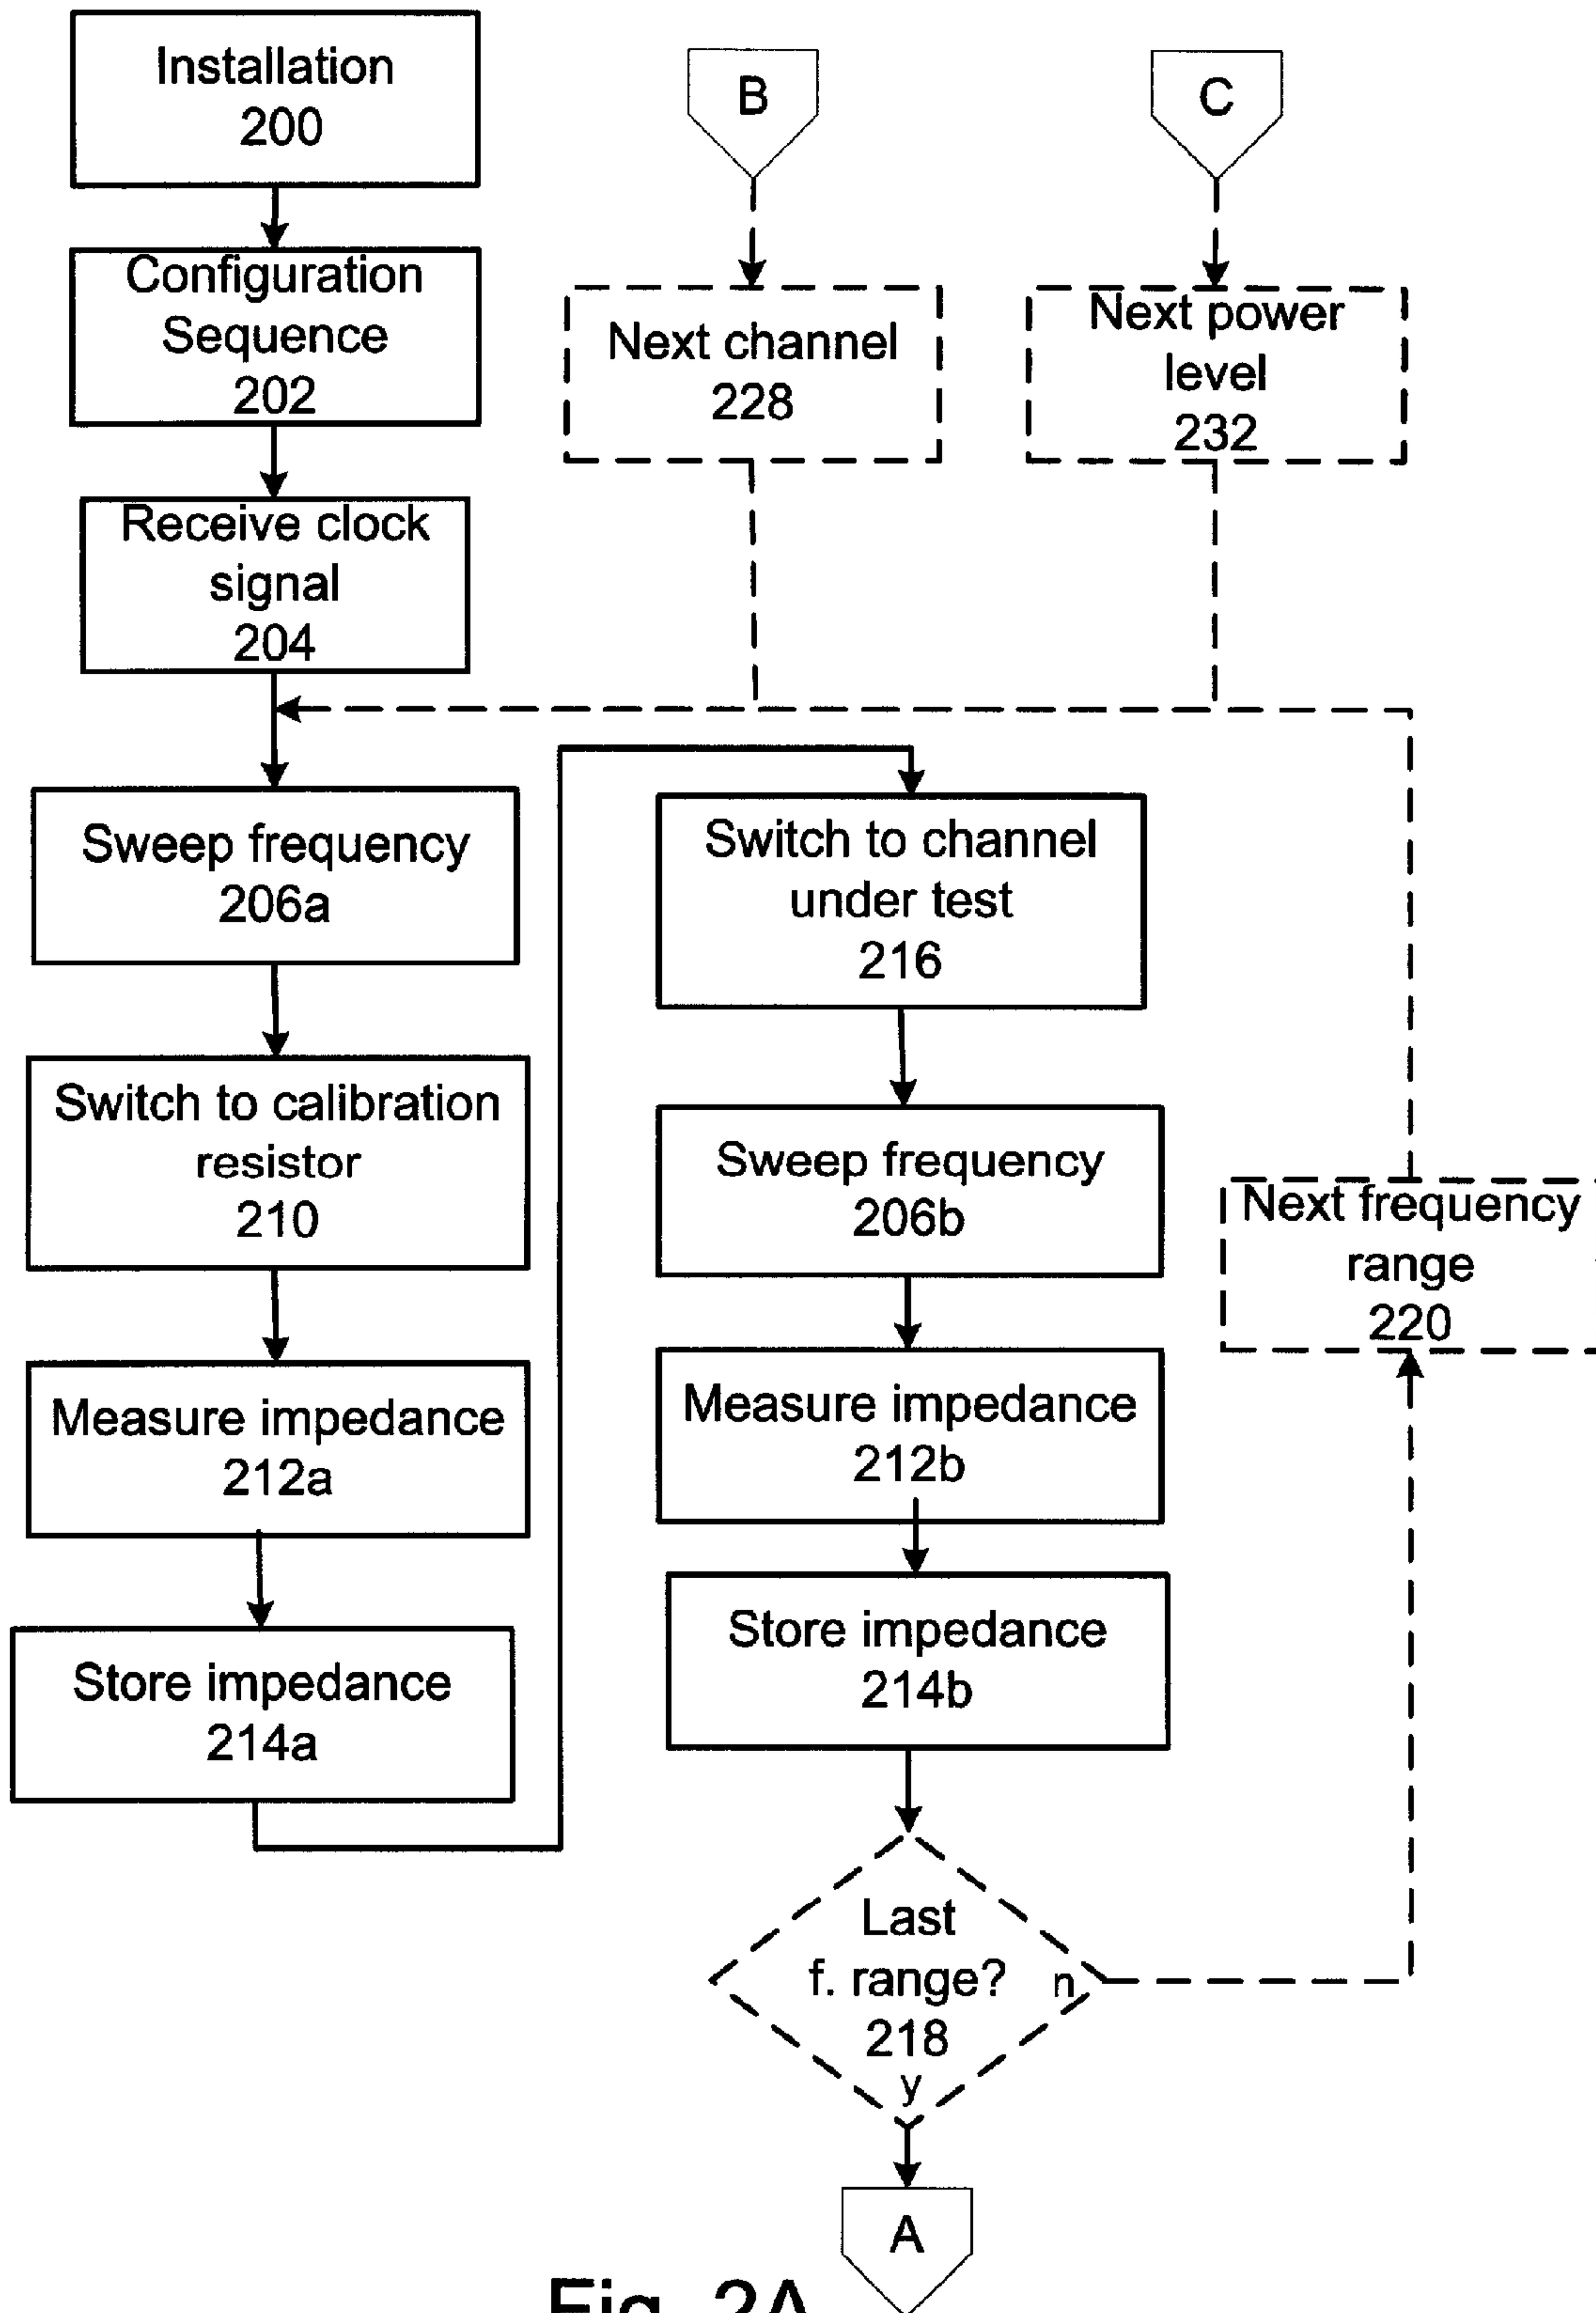 Installation
200
Configuration
Sequence
202
Receive clock
signal
204
B
Next channel
228
C
Next power
level
232
Sweep frequency
206a
Switch to calibration
resistor
210
Measure impedance
212a
Store impedance
214a
Switch to channel
under test
216
Sweep frequency
206b
Measure impedance
212b
Store impedance
214b
Next frequency
range
220
Last
f. range?
n
218
y
A
Fig. 2A